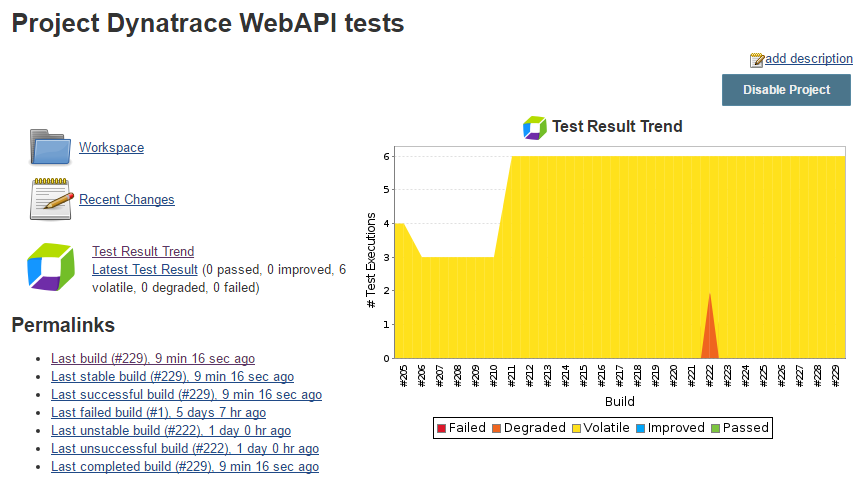 Project Dynatrace WebAPI tests
add description
Disable Project
Workspace
Recent Changes
Test Result Trend
Latest Test Result (0 passed, 0 improved, 6
volatile, 0 degraded, 0 failed)
Permalinks
Last build (#229), 9 min 16 sec ago
Last stable build (#229), 9 min 16 sec ago
Last successful build (#229), 9 min 16 sec ago
Last failed build (#1), 5 days 7 hr ago
Last unstable build (#222), 1 day 0 hr ago
Last unsuccessful build (#222), 1 day 0 hr ago
Last completed build (#229), 9 min 16 sec ago
Test Result Trend
# Test Executions
6
5
4
3
2
1
0
#205 #206 #207 #208 #209 #210 #211 #212 #213 #214 #215 #216 #217 #218 #219 #220 #221 #222 #223 #224 #225 #226 #227 #228 #229
Build
Failed Degraded Volatile Improved Passed